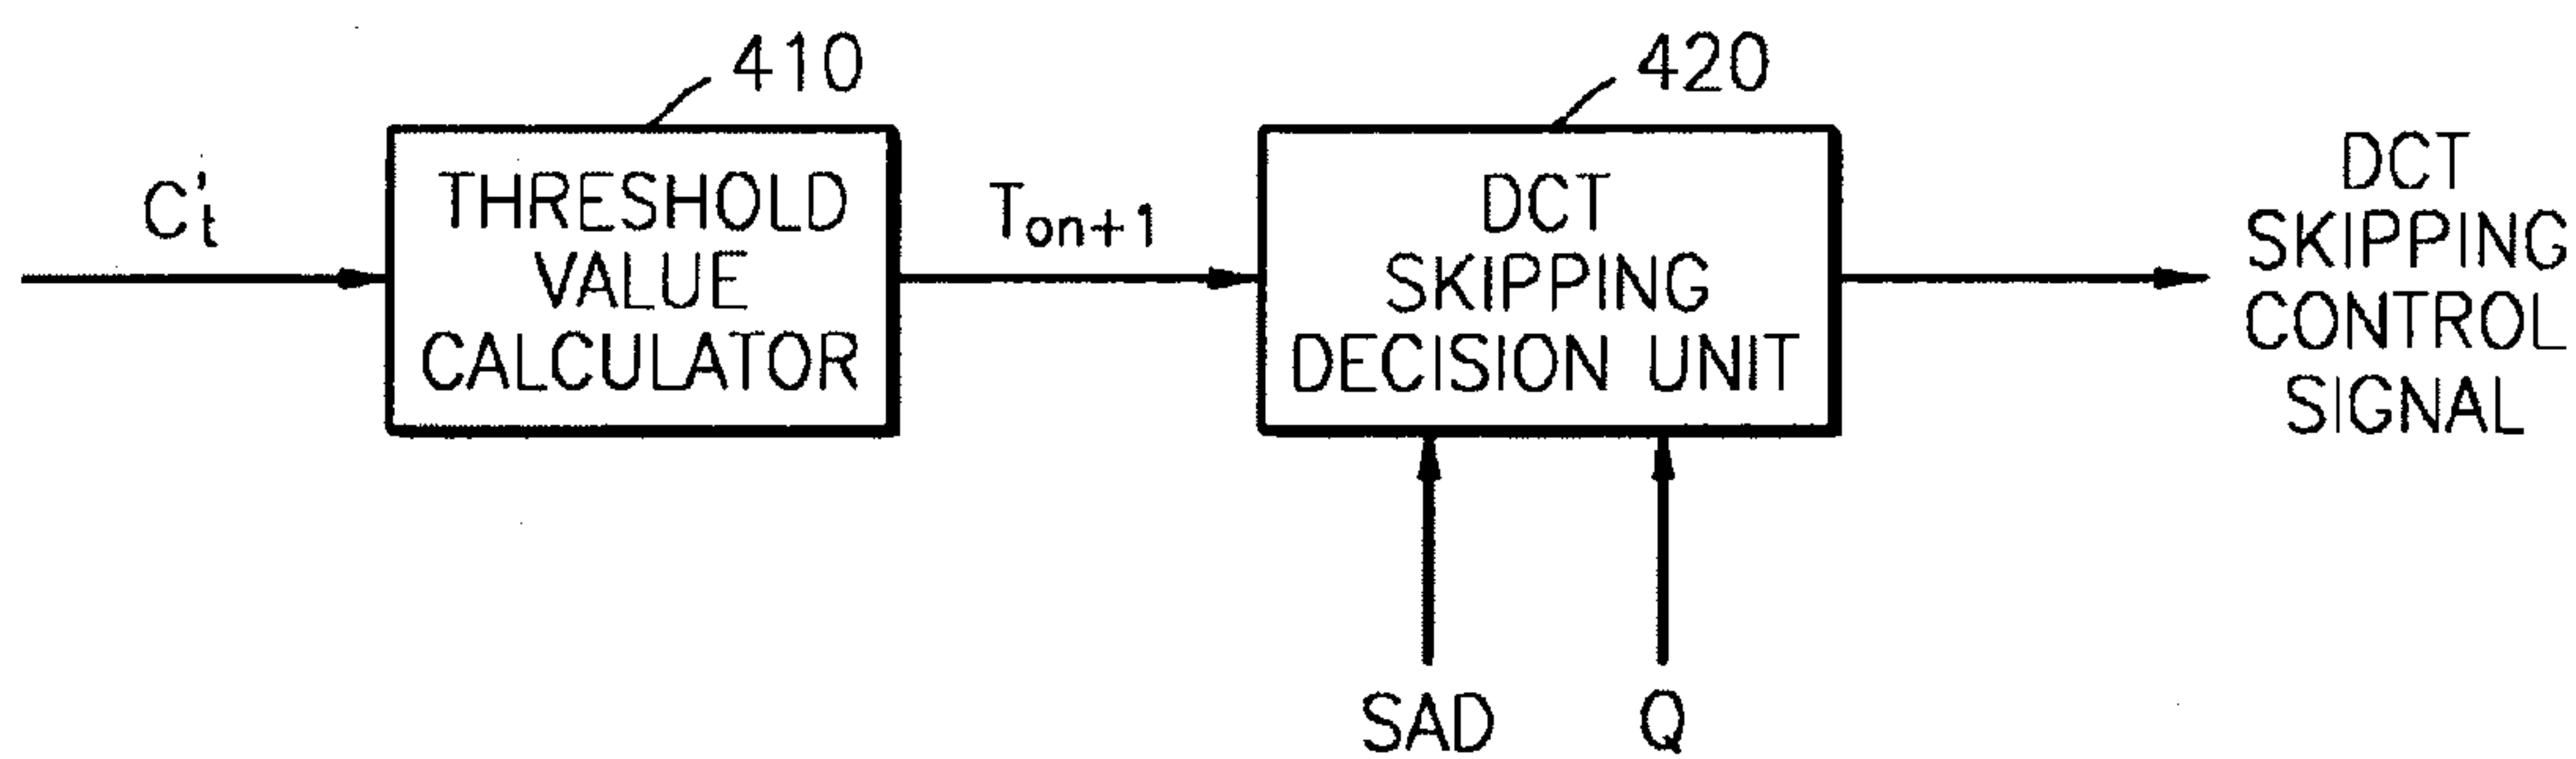 410
420
C't
THRESHOLD
VALUE
CALCULATOR
Ton+1
DCT
SKIPPING
DECISION UNIT
DCT
SKIPPING
CONTROL
SIGNAL
SAD
Q